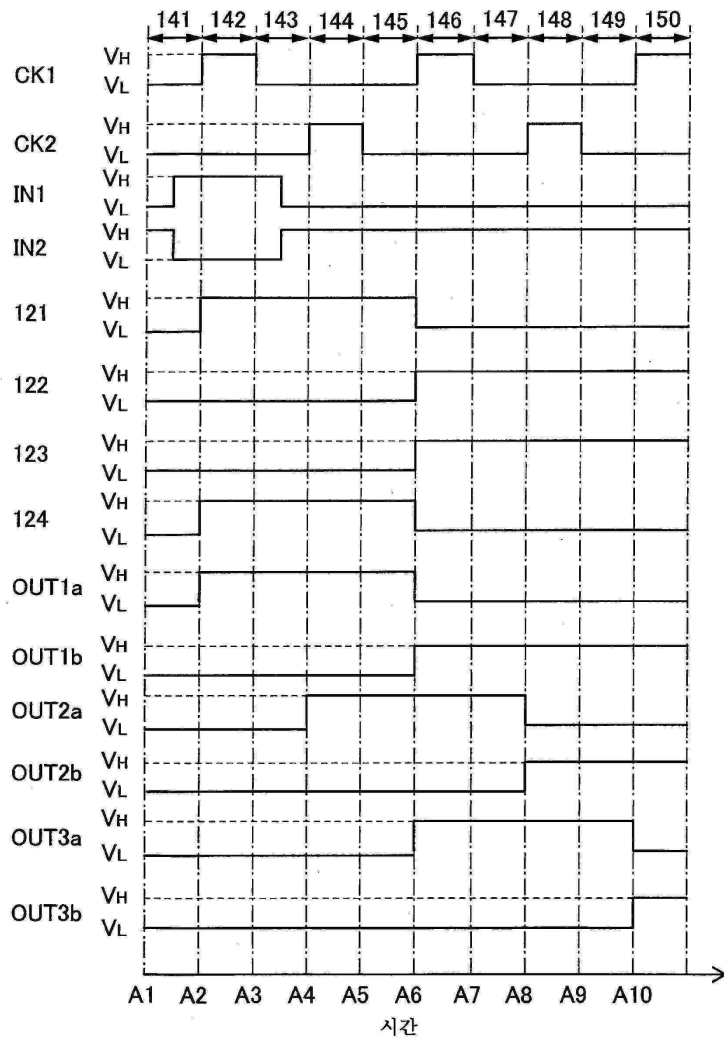 141 142 143 144 145 146 147 148 149 150
VH
CK1
VL
VH
CK2
VL
VH
IN1
VL
VH
IN2
VL
VH
121
VL
VH
122
VL
VH
123
VL
VH
124
VL
VH
OUT1a
VL
VH
OUT1b
VL
VH
OUT2a
VL
VH
OUT2b
VL
VH
OUT3a
VL
VH
OUT3b
VL
A1 A2 A3 A4 A5 A6 A7 A8 A9 A10
시간